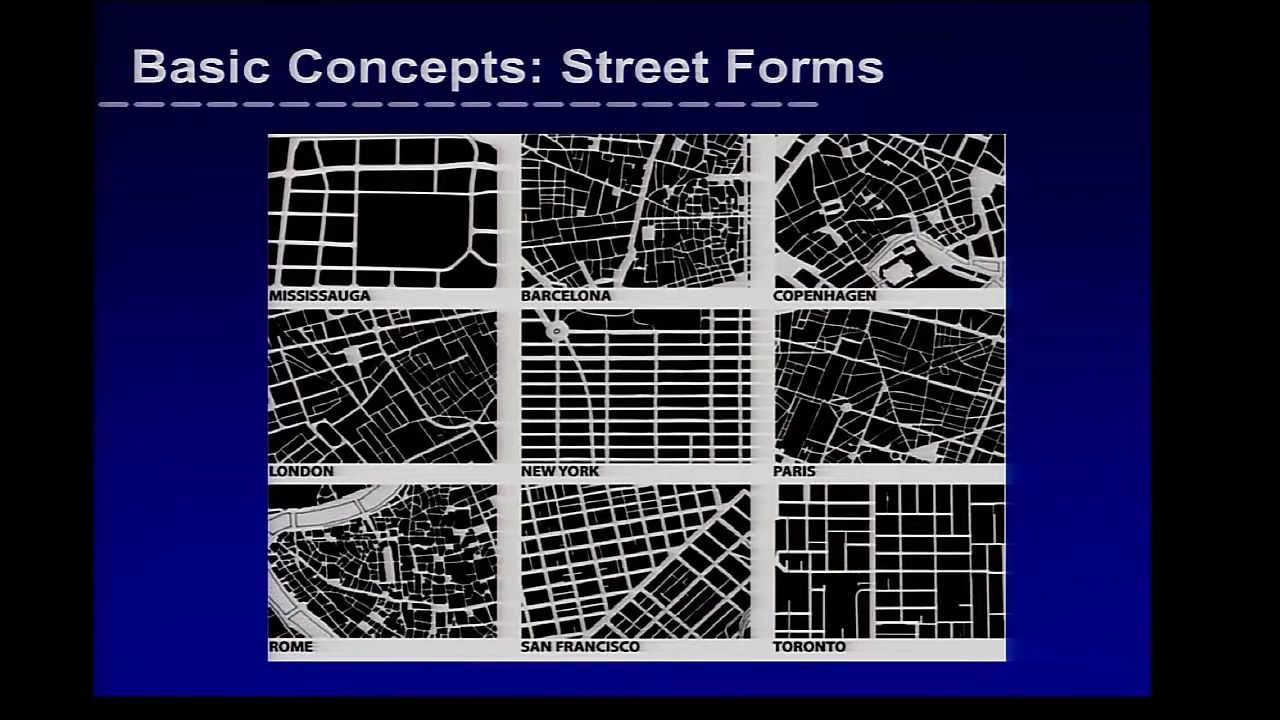 Basic Concepts: Street Forms
MISSISSAUGA
BARCELONA
COPENHAGEN
LONDON
NEW YORK
PARIS
ROME
SAN FRANCISCO
TORONTO